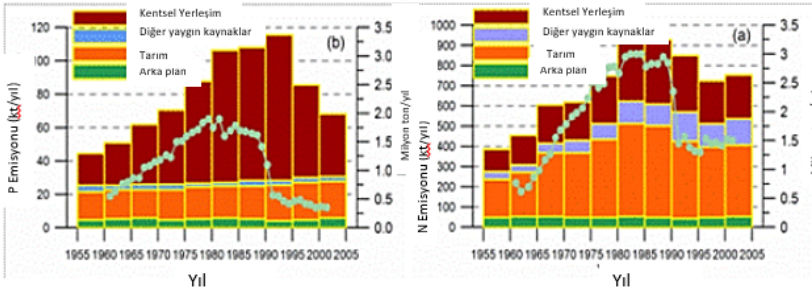 Kentsel Yerleşim
Diğer yaygın kaynaklar
Tarım
Arka plan
(b)
P Emisyonu (kt/yıl)
120
100
80
60
40
20
0
3.5
3.0
2.5
2.0
1.5
1.0
0.5
0.0
Milyon ton/yıl
1955 1960 1965 1970 1975 1980 1985 1990 1995 2000 2005
Yıl
Kentsel Yerleşim
Diğer yaygın kaynaklar
Tarım
Arka plan
(a)
N Emisyonu (kt/yıl)
1000
900
800
700
600
500
400
300
200
100
0
3.5
3
2.5
2
1.5
1
0.5
0
1955 1960 1965 1970 1975 1980 1985 1990 1995 2000 2005
Yıl